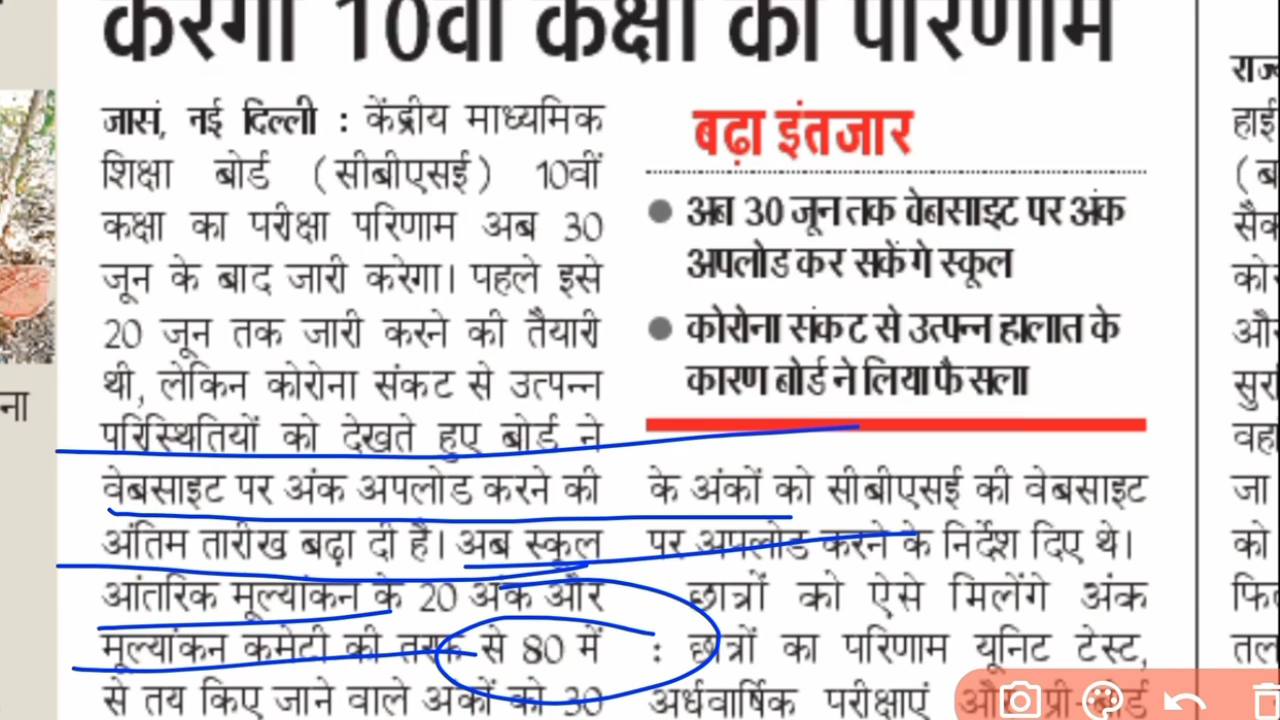 करेगा 10वीं कक्षा का परिणाम
जासं, नई दिल्ली : केंद्रीय माध्यमिक
शिक्षा बोर्ड (सीबीएसई) 10वीं
कक्षा का परीक्षा परिणाम अब 30
जून के बाद जारी करेगा। पहले इसे
20 जून तक जारी करने की तैयारी
थी, लेकिन कोरोना संकट से उत्पन्न
परिस्थितियों को देखते हुए बोर्ड ने
वेबसाइट पर अंक अपलोड करने की
अंतिम तारीख बढ़ा दी है। अब स्कूल
आंतरिक मूल्यांकन के 20 अंक और
मूल्यांकन कमेटी की तरफ से 80 में
से तय किए जाने वाले अंकों को 30
बढ़ा इंतजार
अब 30 जून तक वेबसाइट पर अंक
अपलोड कर सकेंगे स्कूल
कोरोना संकट से उत्पन्न हालात के
कारण बोर्ड ने लिया फैसला
के अंकों को सीबीएसई की वेबसाइट
पर अपलोड करने के निर्देश दिए थे।
छात्रों को ऐसे मिलेंगे अंक
: छात्रों का परिणाम यूनिट टेस्ट,
अर्धवार्षिक परीक्षाएं और प्री-बोर्ड
ना
हाई
(ब
और
जा
को